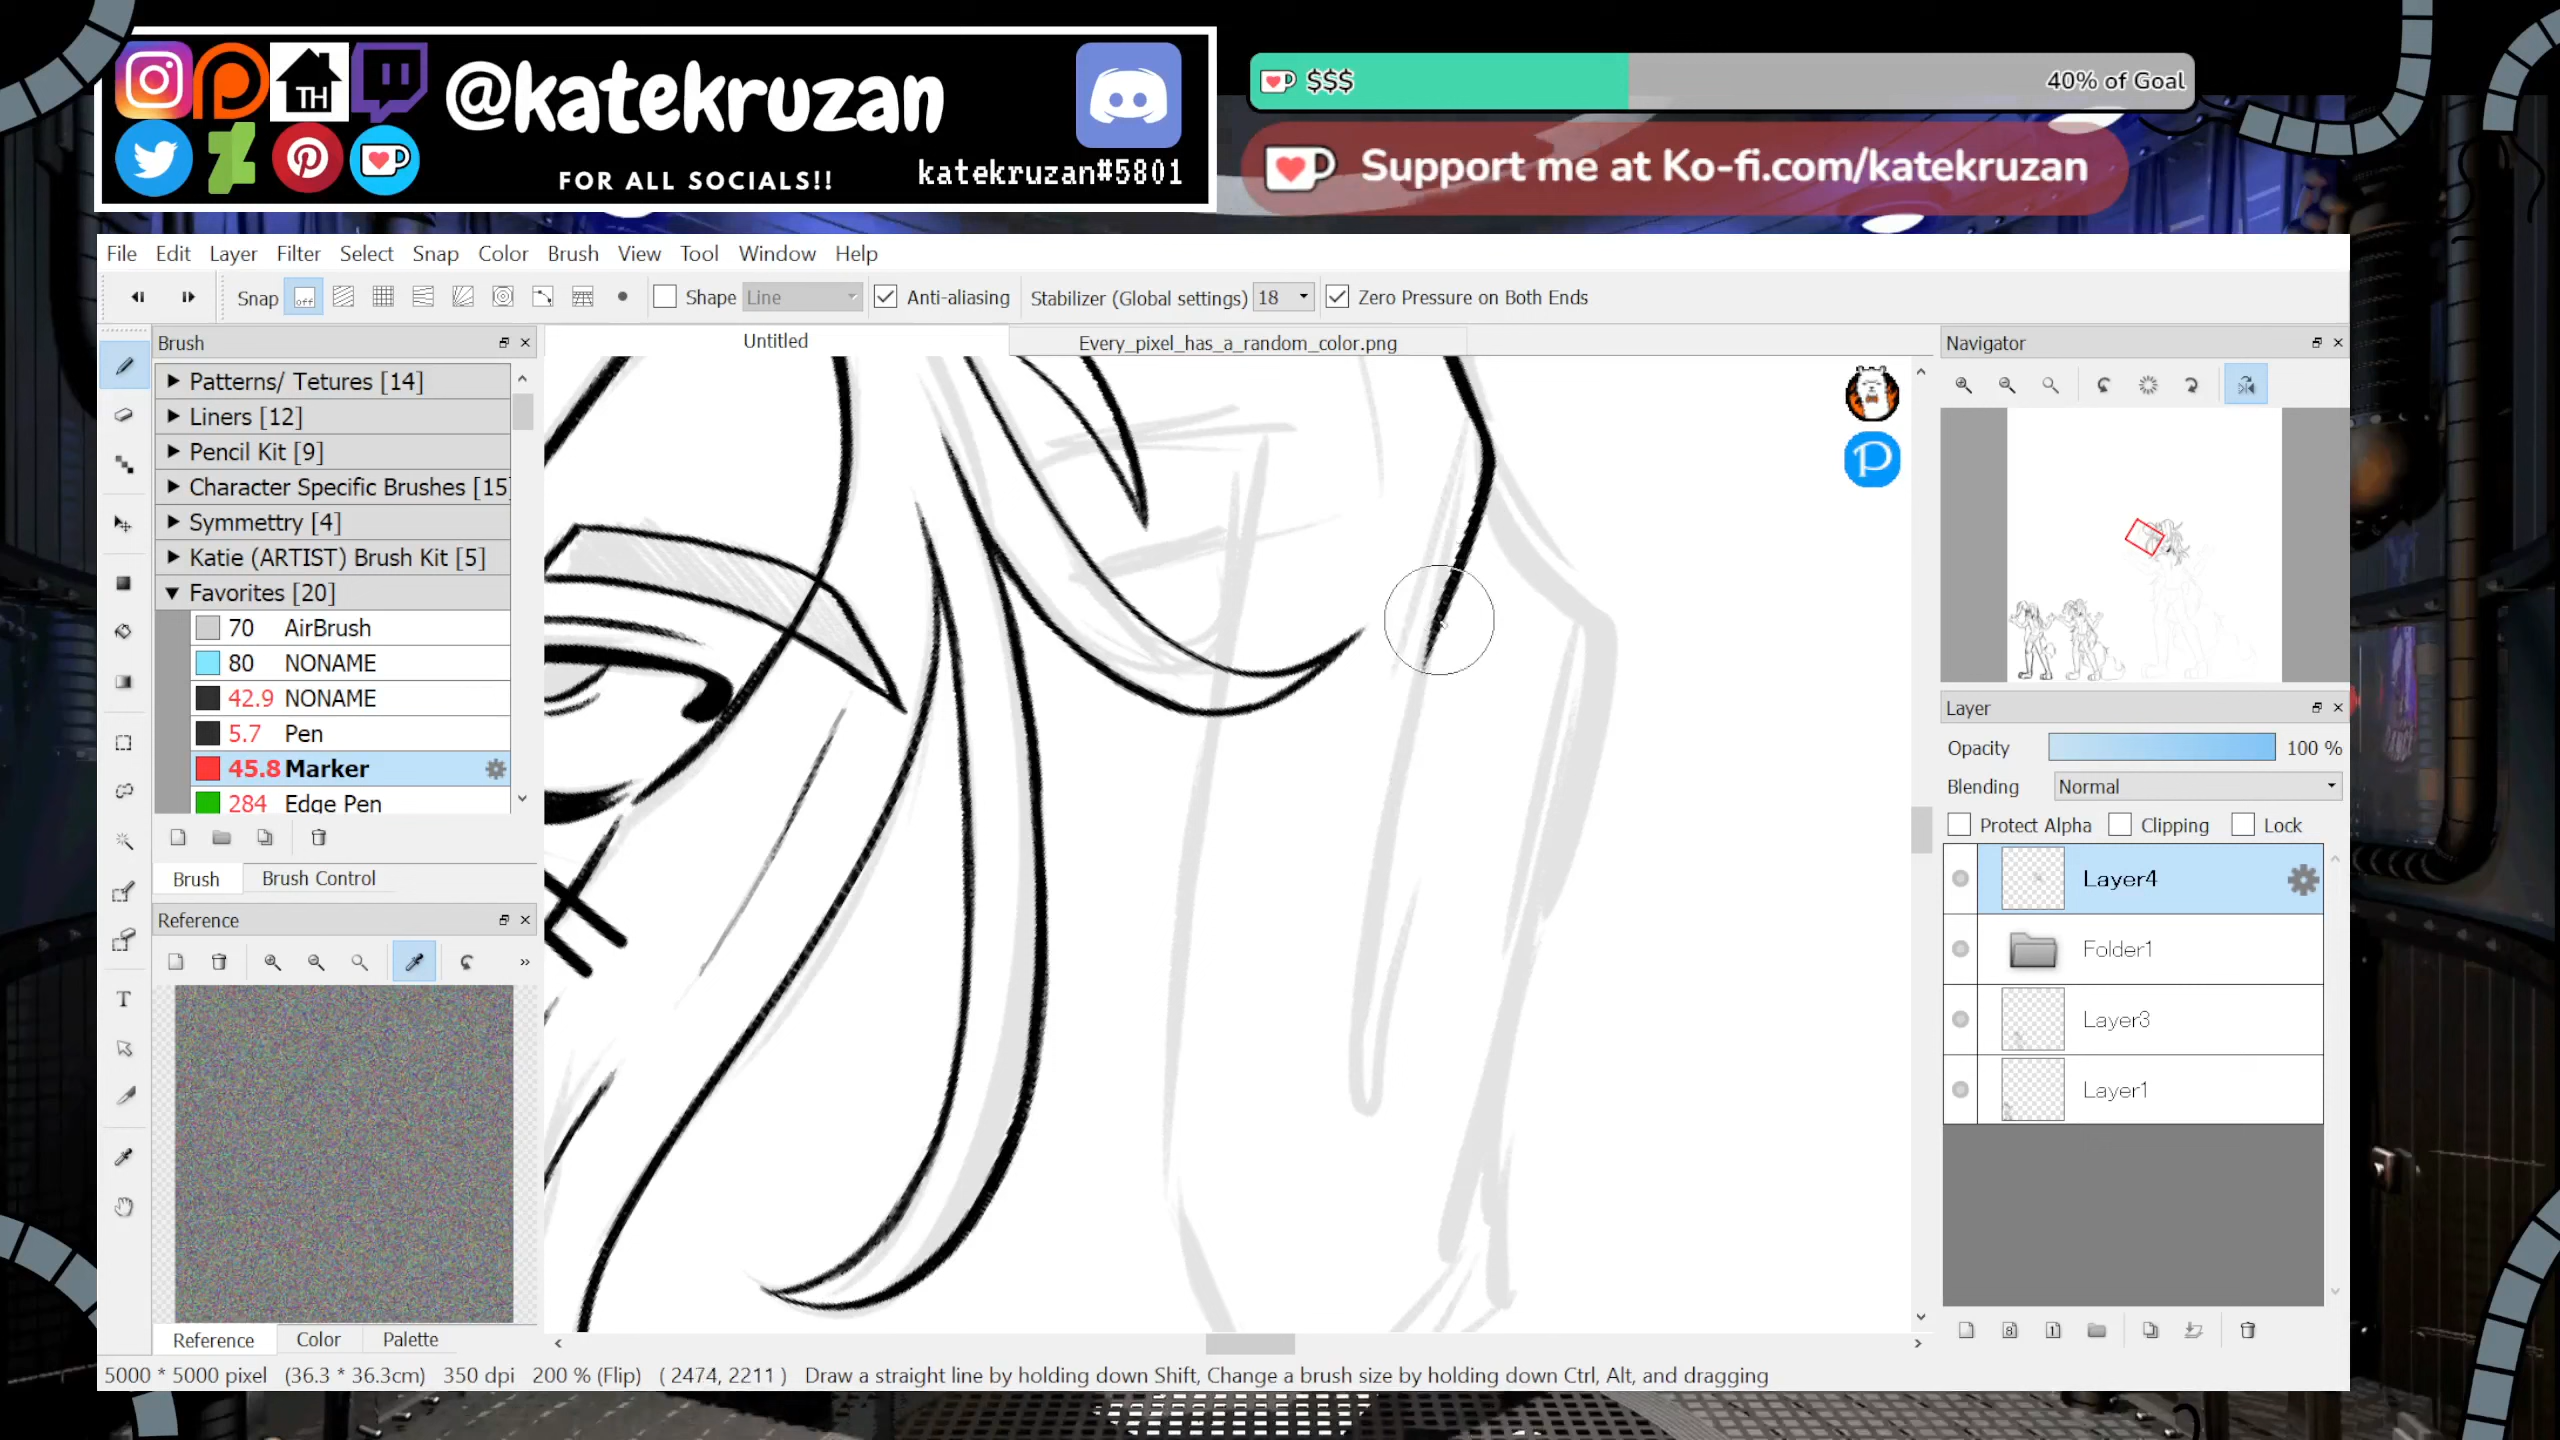 TH
@katekruzan
FOR ALL SOCIALS!!
katekruzan#5801
$$$
40% of Goal
Support me at Ko-fi.com/katekruzan
File Edit Layer Filter Select Snap Color Brush View Tool Window Help
Snap off Shape Line Anti-aliasing Stabilizer (Global settings) 18 Zero Pressure on Both Ends
Brush
Untitled
Every_pixel_has_a_random_color.png
Navigator
Patterns/ Tetures [14]
Liners [12]
Pencil Kit [9]
Character Specific Brushes [15]
Symmettry [4]
Katie (ARTIST) Brush Kit [5]
Favorites [20]
70 AirBrush
80 NONAME
42.9 NONAME
5.7 Pen
45.8 Marker
284 Edge Pen
Brush Brush Control
Reference
Reference Color Palette
Layer
Opacity 100 %
Blending Normal
Protect Alpha Clipping Lock
Layer4
Folder1
Layer3
Layer1
5000 * 5000 pixel (36.3 * 36.3cm) 350 dpi 200 % (Flip) ( 2474, 2211 ) Draw a straight line by holding down Shift, Change a brush size by holding down Ctrl, Alt, and dragging